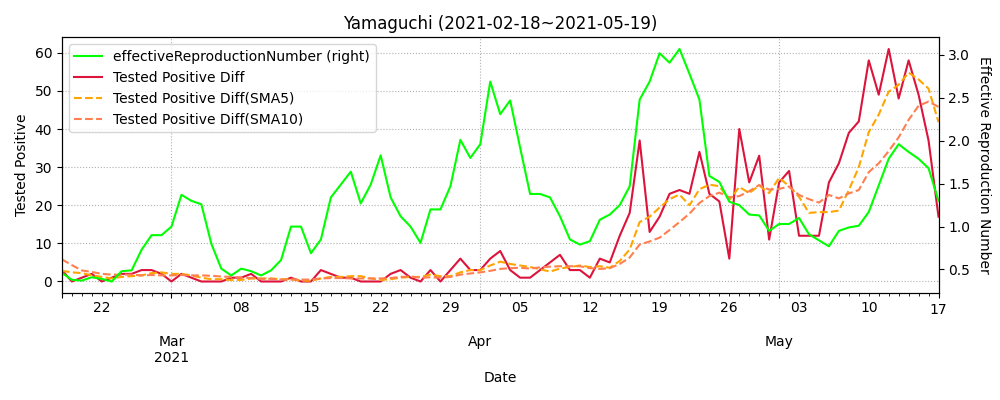 Yamaguchi (2021-02-18~2021-05-19)
effectiveReproductionNumber (right)
Tested Positive Diff
Tested Positive Diff(SMA5)
Tested Positive Diff(SMA10)
Tested Positive
60
50
40
30
20
10
0
3.0
2.5
2.0
1.5
1.0
0.5
Effective Reproduction Number
22 08 15 22 29 05 12 19 26 03 10 17
Mar Apr May
2021
Date